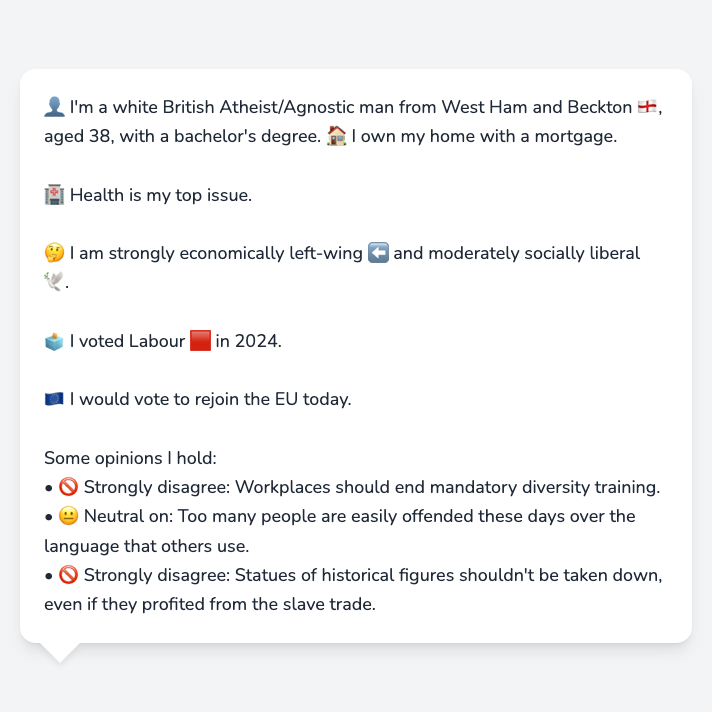 👤 I'm a white British Atheist/Agnostic man from West Ham and Beckton 🏴󠁧󠁢󠁥󠁮󠁧󠁿,
aged 38, with a bachelor's degree. 🏠 I own my home with a mortgage.
🏥 Health is my top issue.
🤔 I am strongly economically left-wing ⬅️ and moderately socially liberal
🕊️.
🗳️ I voted Labour 🟥 in 2024.
🇪🇺 I would vote to rejoin the EU today.
Some opinions I hold:
• 🚫 Strongly disagree: Workplaces should end mandatory diversity training.
• 😐 Neutral on: Too many people are easily offended these days over the
language that others use.
• 🚫 Strongly disagree: Statues of historical figures shouldn't be taken down,
even if they profited from the slave trade.